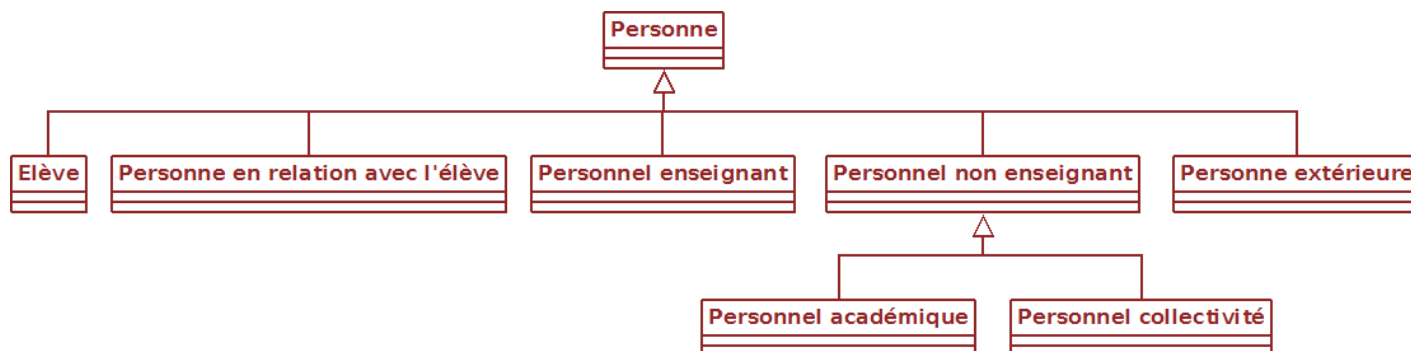 Personne
Elève
Personne en relation avec l'élève
Personnel enseignant
Personnel non enseignant
Personne extérieure
Personnel académique
Personnel collectivité